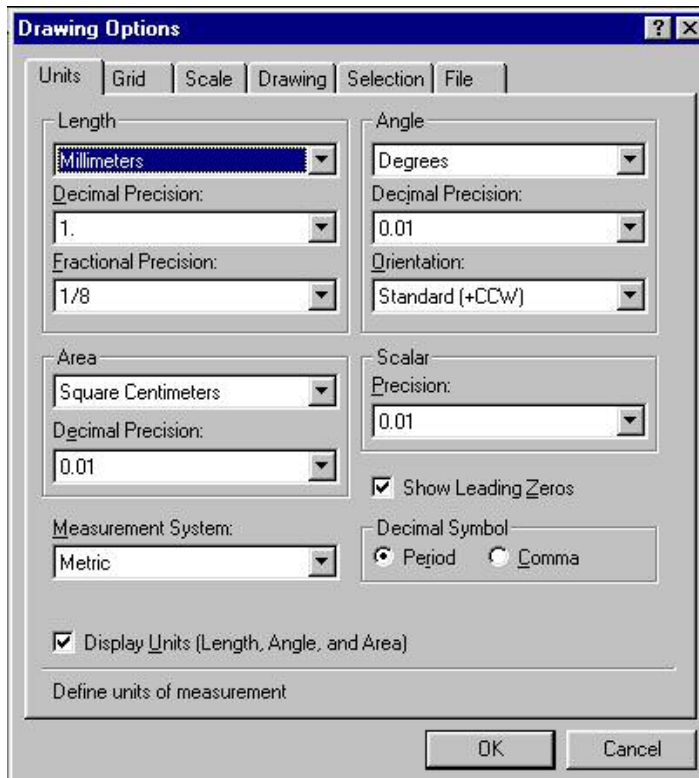 Drawing Options
Units Grid Scale Drawing Selection File
Length
Millimeters
Decimal Precision:
1.
Fractional Precision:
1/8
Angle
Degrees
Decimal Precision:
0.01
Orientation:
Standard (+CCW)
Area
Square Centimeters
Decimal Precision:
0.01
Scalar
Precision:
0.01
Show Leading Zeros
Measurement System:
Metric
Decimal Symbol
Period Comma
Display Units (Length, Angle, and Area)
Define units of measurement
OK Cancel